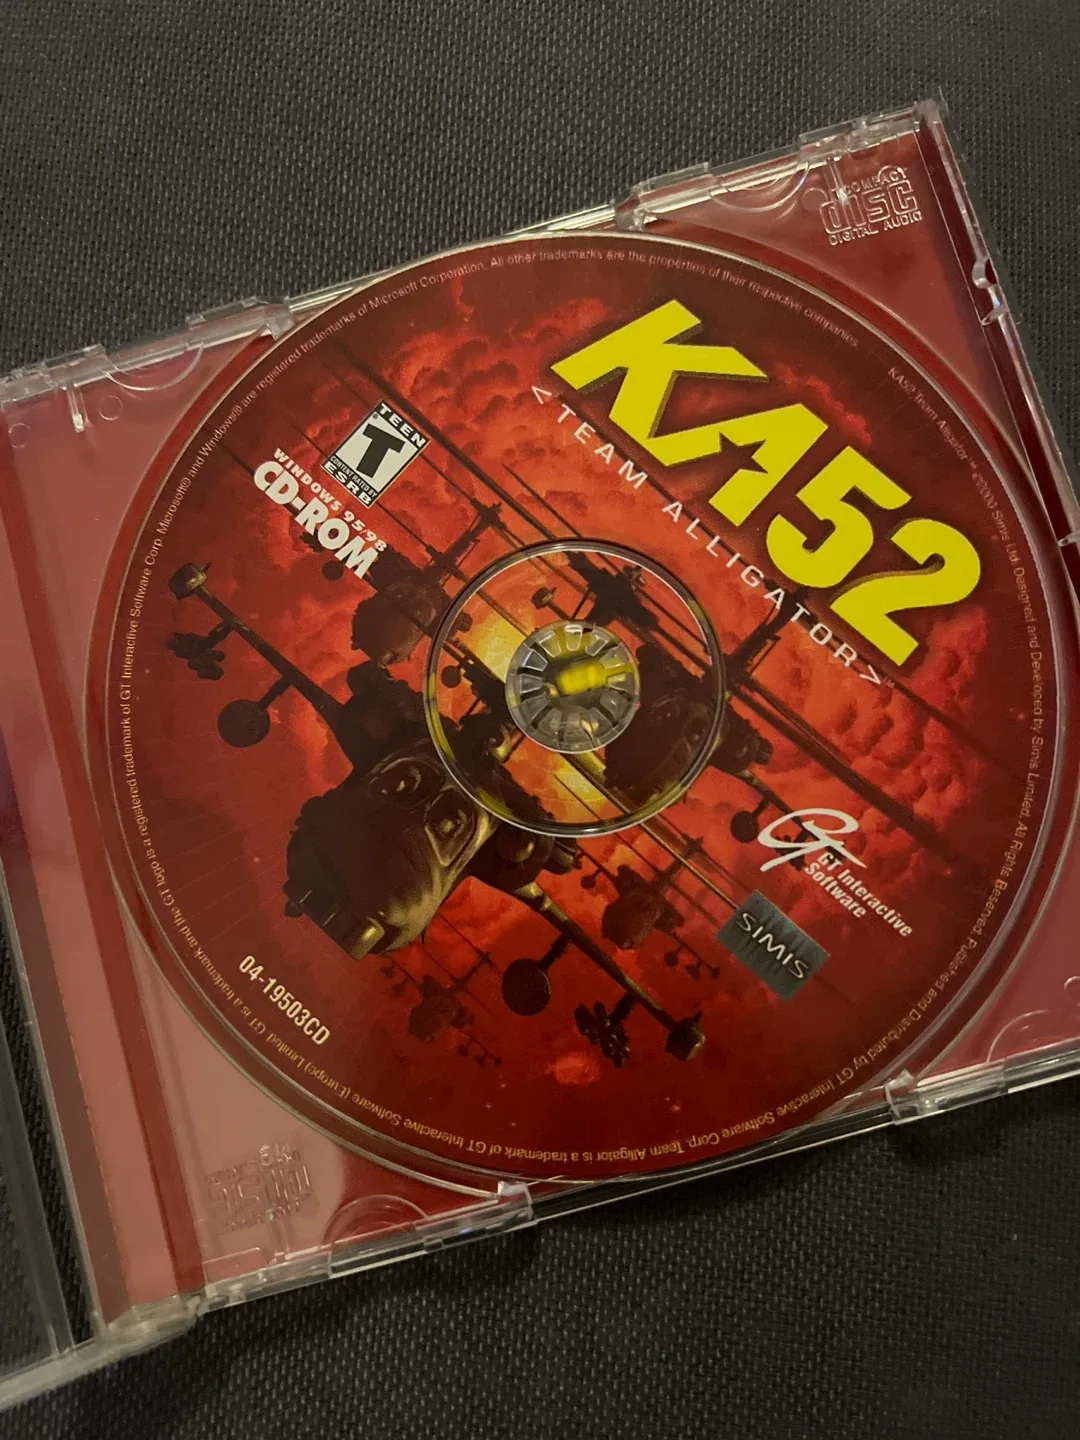 COMPACT
disc
DIGITAL AUDIO
KA52
<TEAM ALLIGATOR>™
TEEN
T
CONTENT RATED BY
ESRB
WINDOWS 95/98
CD-ROM
GT Interactive
Software
SIMIS
04-19503CD
KA52 Team Alligator™ ©2000 Simis Ltd. Designed and Developed by Simis Limited. All Rights Reserved. Published and Distributed by GT Interactive Software Corp. Team Alligator is a trademark of GT Interactive Software (Europe) Limited. GT is a trademark and the GT logo is a registered trademark of GT Interactive Software Corp. Microsoft® and Windows® are registered trademarks of Microsoft Corporation. All other trademarks are the properties of their respective companies.